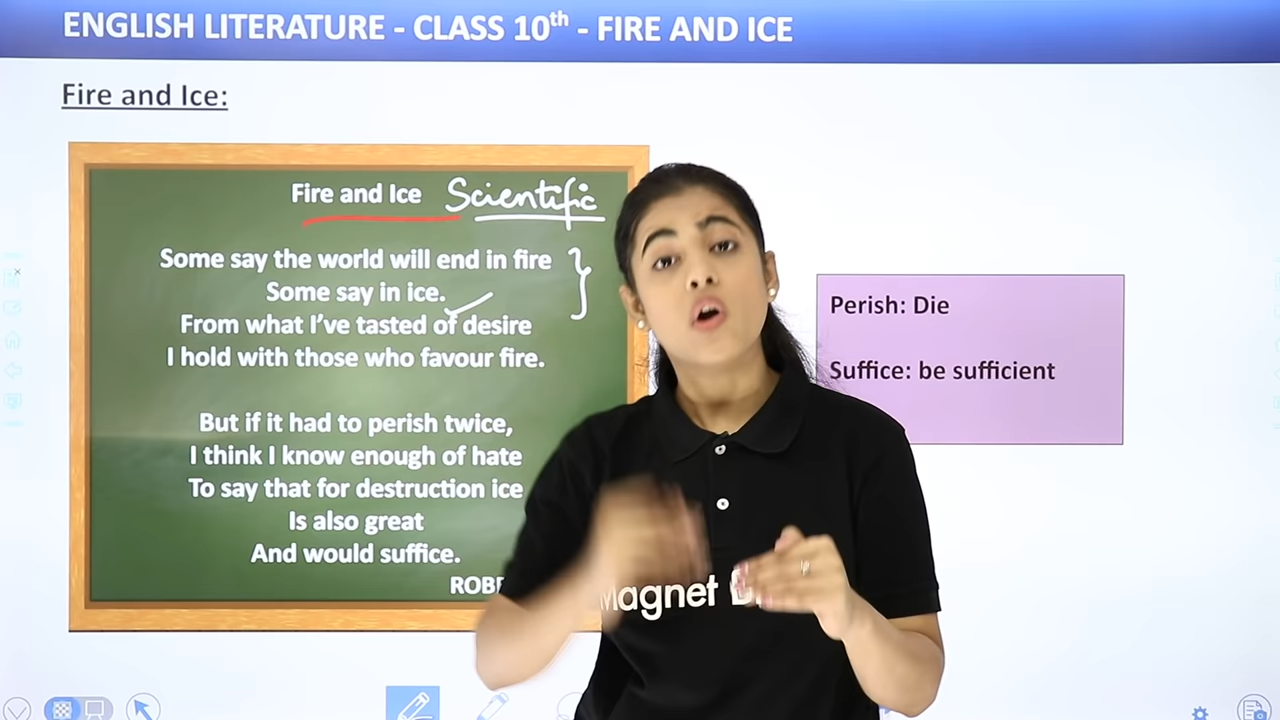 ENGLISH LITERATURE - CLASS 10th - FIRE AND ICE
Fire and Ice:
Fire and Ice Scientific
Some say the world will end in fire
Some say in ice.
From what I've tasted of desire
I hold with those who favour fire.
But if it had to perish twice,
I think I know enough of hate
To say that for destruction ice
Is also great
And would suffice.
Perish: Die
Suffice: be sufficient
Magnet